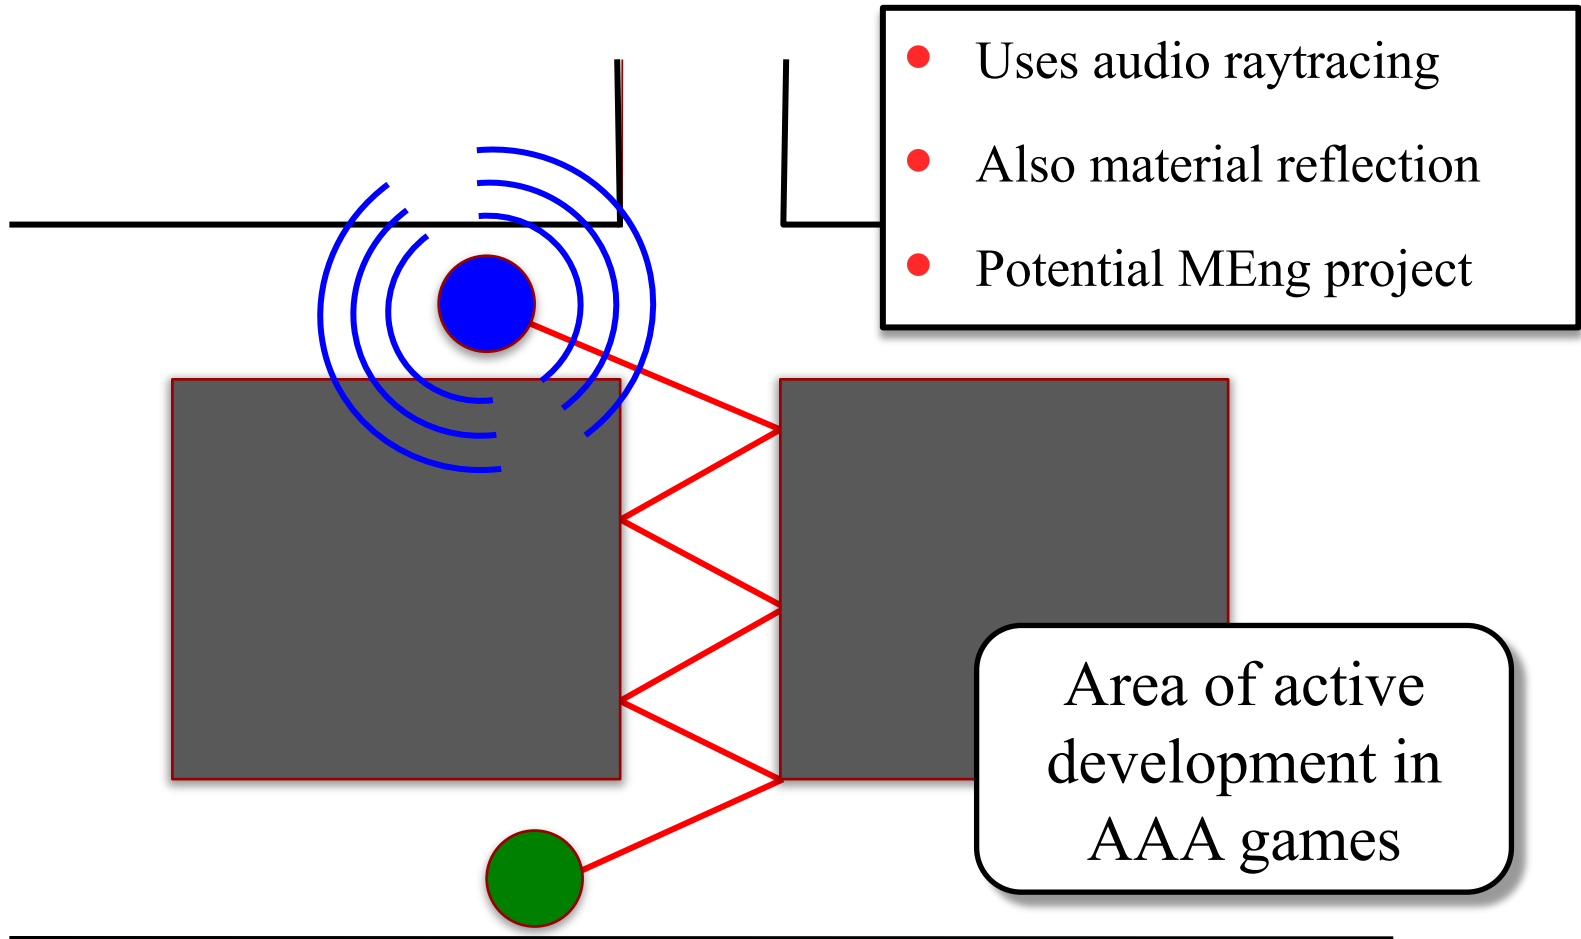 Uses audio raytracing
Also material reflection
Potential MEng project
Area of active
development in
AAA games